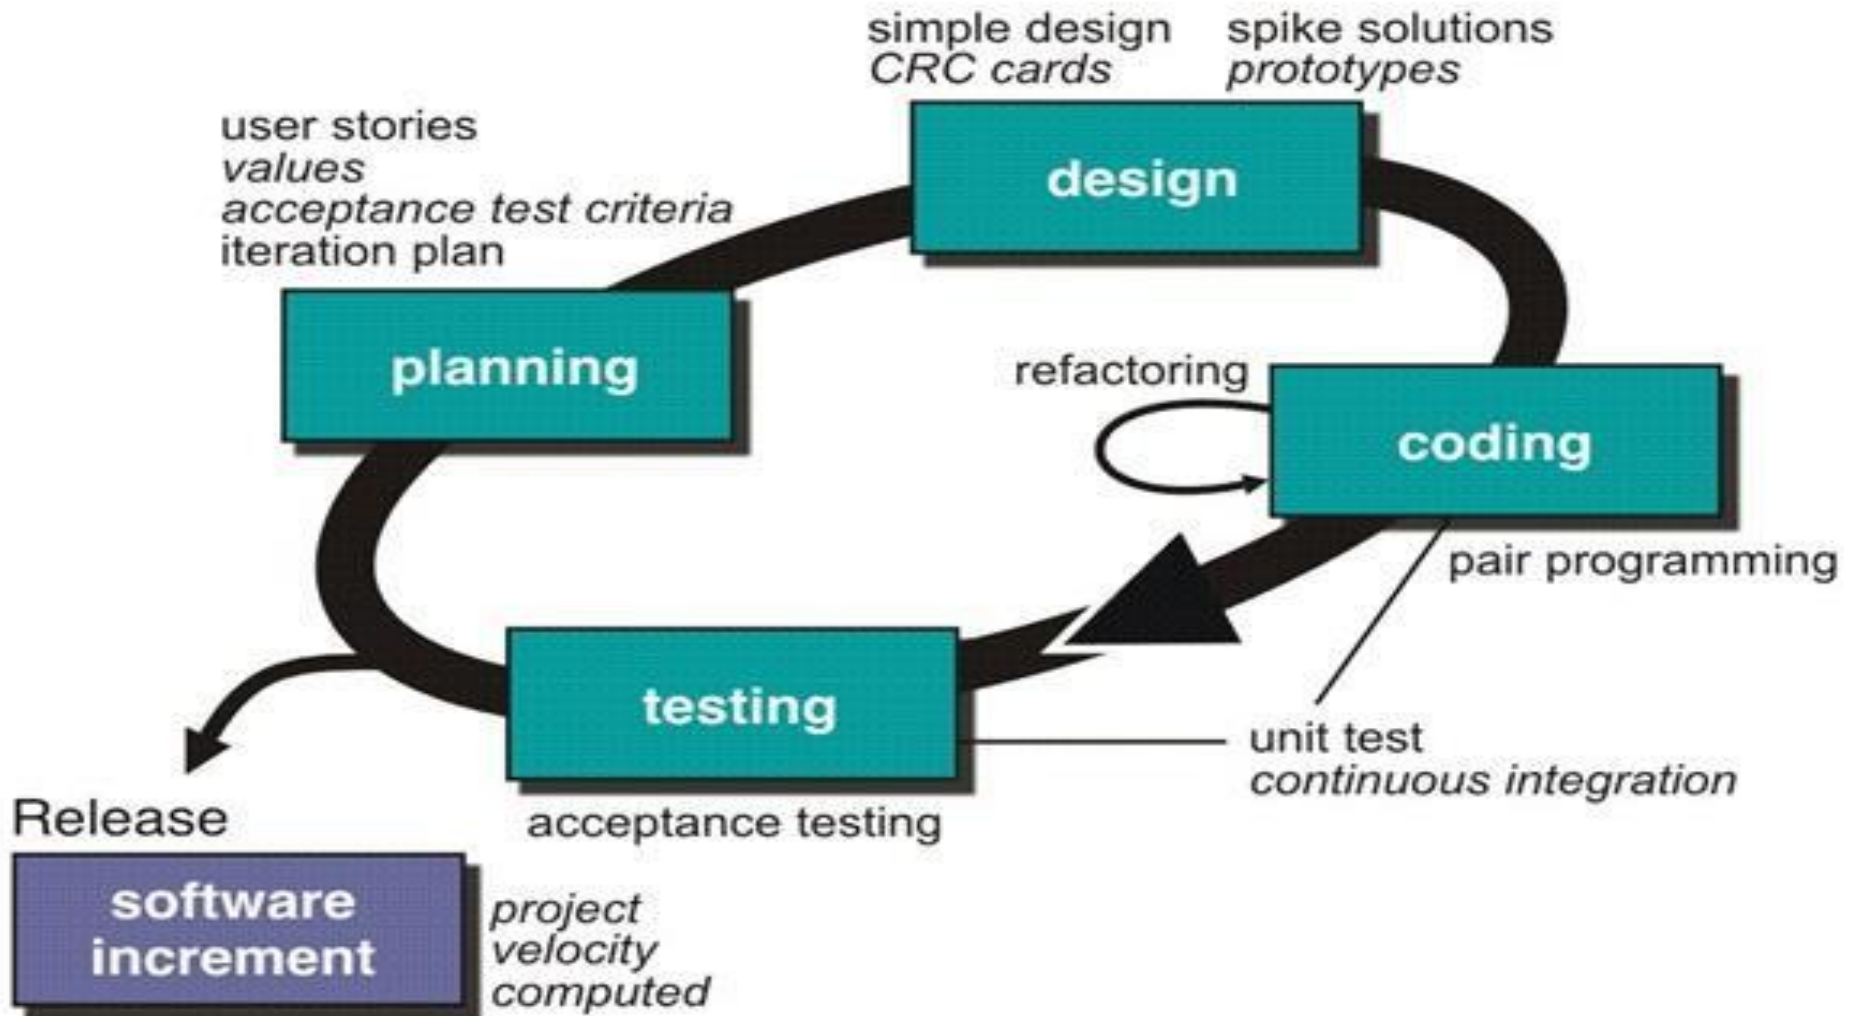 simple design
CRC cards
spike solutions
prototypes
user stories
values
acceptance test criteria
iteration plan
design
planning
refactoring
coding
pair programming
testing
unit test
continuous integration
acceptance testing
Release
software
increment
project
velocity
computed